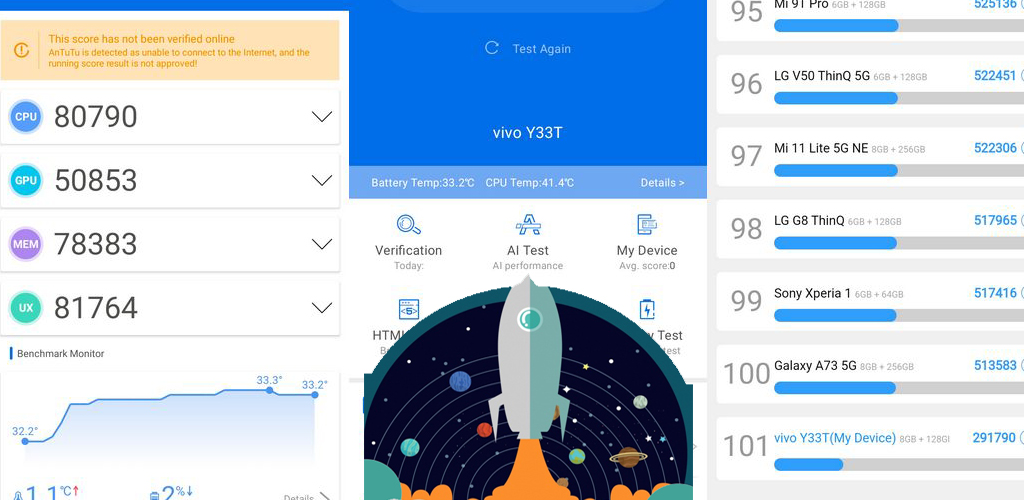 This score has not been verified online
AnTuTu is detected as unable to connect to the Internet, and the
running score result is not approved!
CPU 80790
GPU 50853
MEM 78383
UX 81764
Benchmark Monitor
33.3°
33.2°
32.2°
1.1℃↑
2%↓
Details
Test Again
vivo Y33T
Battery Temp:33.2℃ CPU Temp:41.4℃ Details >
Verification
Today:
AI Test
AI performance
My Device
Avg. score:0
<5>
HTML
y Test
test
95 Mi 9T Pro 6GB + 128GB 525136
96 LG V50 ThinQ 5G 6GB + 128GB 522451
97 Mi 11 Lite 5G NE 8GB + 256GB 522306
98 LG G8 ThinQ 6GB + 128GB 517965
99 Sony Xperia 1 6GB + 64GB 517416
100 Galaxy A73 5G 8GB + 256GB 513583
101 vivo Y33T(My Device) 8GB + 128GB 291790